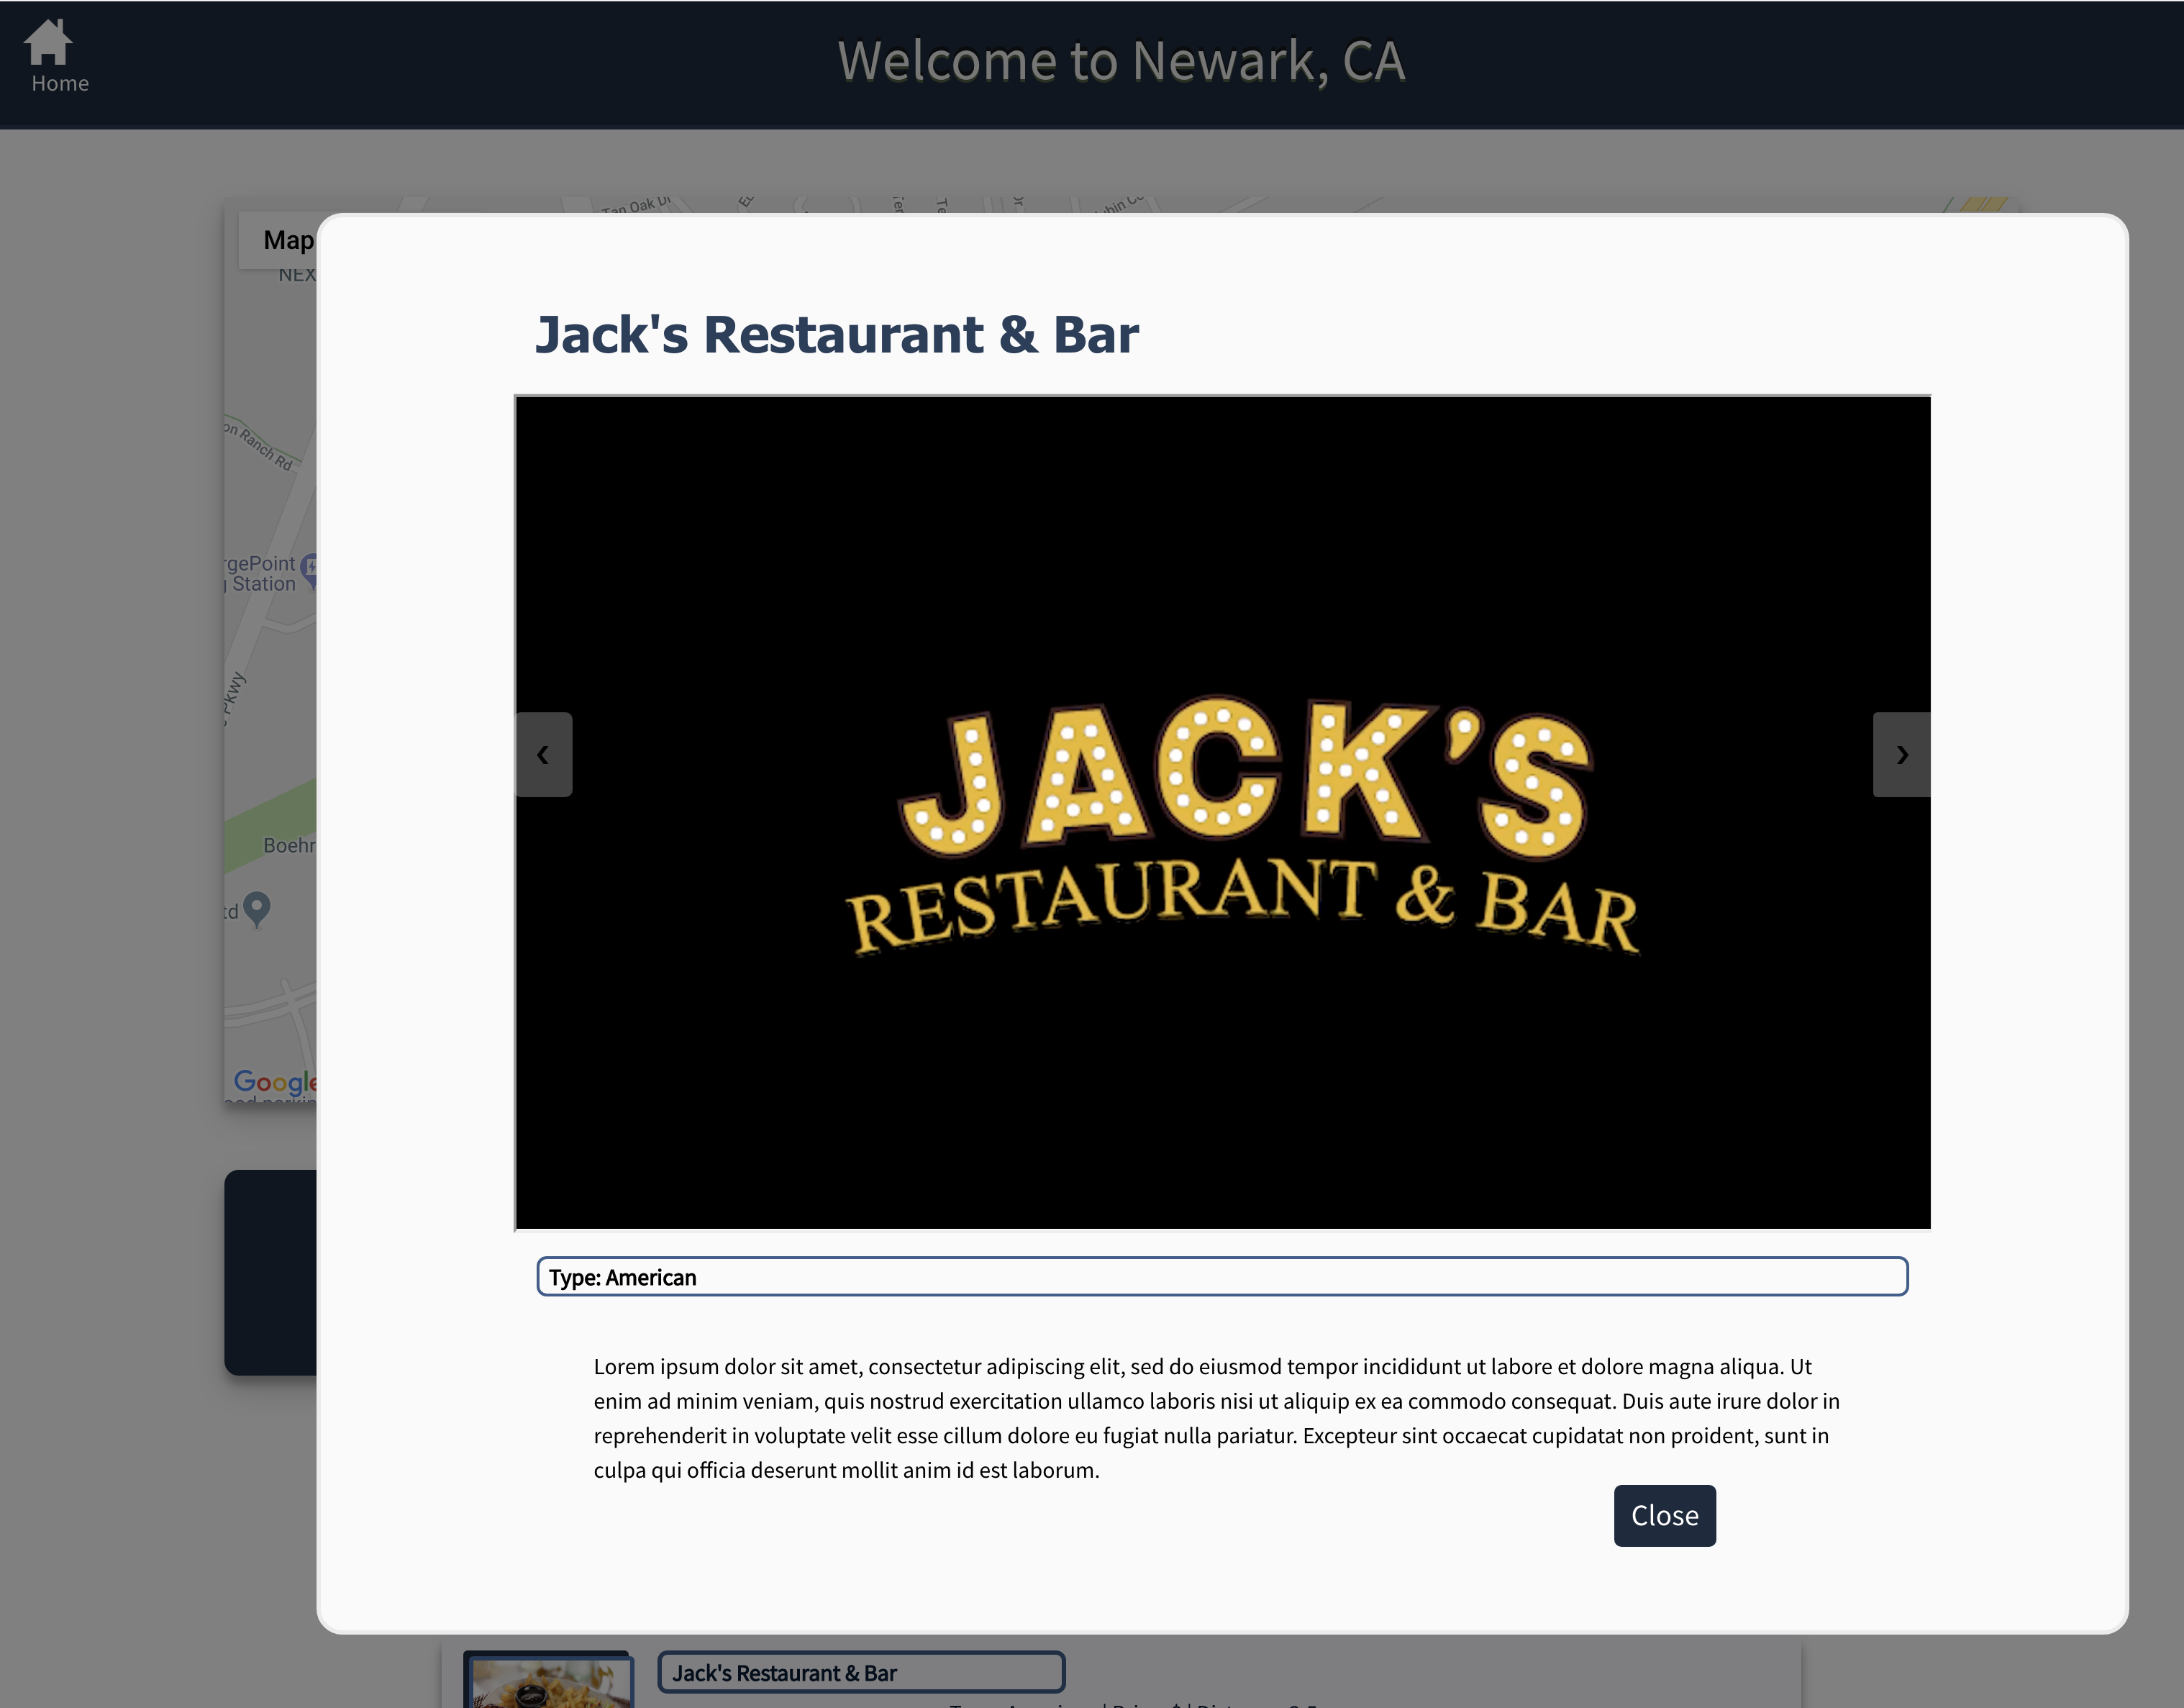 Home
Welcome to Newark, CA
Tan Oak Dr
Map
NEX
on Ranch Rd
rgePoint
Station
Pkwy
Boehr
td
Google
Jack's Restaurant & Bar
JACK'S
RESTAURANT & BAR
Type: American
Lorem ipsum dolor sit amet, consectetur adipiscing elit, sed do eiusmod tempor incididunt ut labore et dolore magna aliqua. Ut
enim ad minim veniam, quis nostrud exercitation ullamco laboris nisi ut aliquip ex ea commodo consequat. Duis aute irure dolor in
reprehenderit in voluptate velit esse cillum dolore eu fugiat nulla pariatur. Excepteur sint occaecat cupidatat non proident, sunt in
culpa qui officia deserunt mollit anim id est laborum.
Close
Jack's Restaurant & Bar